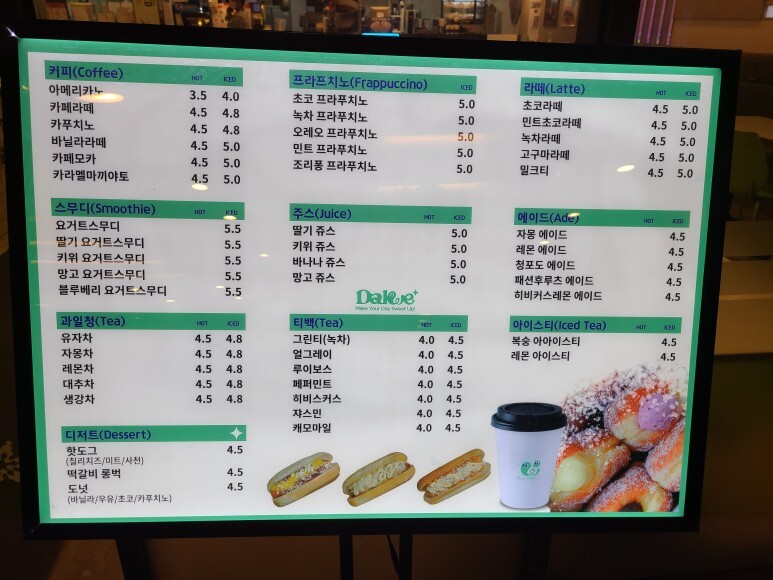 커피(Coffee) HOT ICED
아메리카노 3.5 4.0
카페라떼 4.5 4.8
카푸치노 4.5 4.8
바닐라라떼 4.5 5.0
카페모카 4.5 5.0
카라멜마끼야토 4.5 5.0
프라프치노(Frappuccino) ICED
초코 프라푸치노 5.0
녹차 프라푸치노 5.0
오레오 프라푸치노 5.0
민트 프라푸치노 5.0
조리퐁 프라푸치노 5.0
라떼(Latte) HOT ICED
초코라떼 4.5 5.0
민트초코라떼 4.5 5.0
녹차라떼 4.5 5.0
고구마라떼 4.5 5.0
밀크티 4.5 5.0
스무디(Smoothie) HOT ICED
요거트스무디 5.5
딸기 요거트스무디 5.5
키위 요거트스무디 5.5
망고 요거트스무디 5.5
블루베리 요거트스무디 5.5
쥬스(Juice) HOT ICED
딸기 쥬스 5.0
키위 쥬스 5.0
바나나 쥬스 5.0
망고 쥬스 5.0
에이드(Ade) HOT ICED
자몽 에이드 4.5
레몬 에이드 4.5
청포도 에이드 4.5
패션후루츠 에이드 4.5
히비커스레몬 에이드 4.5
Make Your Day Sweet Up!
과일청(Tea) HOT ICED
유자차 4.5 4.8
자몽차 4.5 4.8
레몬차 4.5 4.8
대추차 4.5 4.8
생강차 4.5 4.8
티백(Tea) HOT ICED
그린티(녹차) 4.0 4.5
얼그레이 4.0 4.5
루이보스 4.0 4.5
페퍼민트 4.0 4.5
히비스커스 4.0 4.5
쟈스민 4.0 4.5
캐모마일 4.0 4.5
아이스티(Iced Tea) HOT ICED
복숭 아아이스티 4.5
레몬 아이스티 4.5
디저트(Dessert)
핫도그 4.5
(칠리치즈/미트/사천)
떡갈비 롱벅 4.5
도넛 4.5
(바닐라/우유/초코/카푸치노)